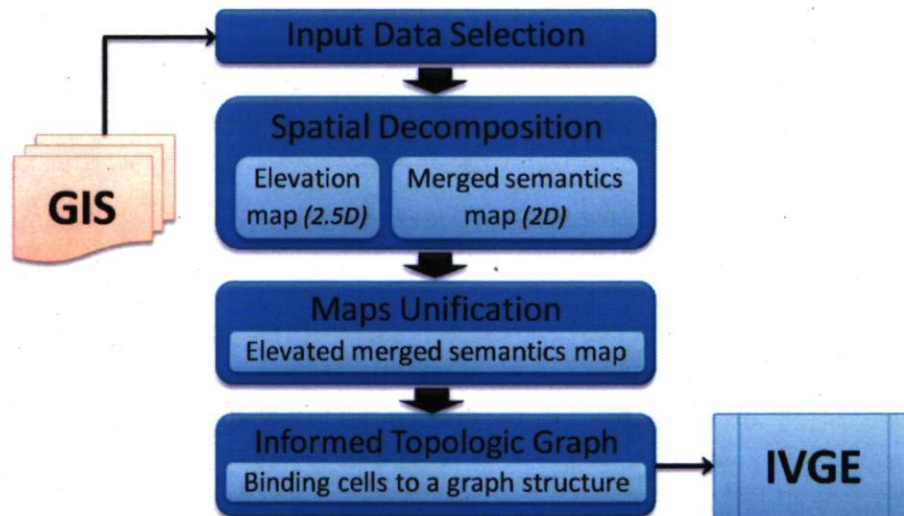 Input Data Selection
Spatial Decomposition
Elevation
map (2.5D)
Merged semantics
map (2D)
GIS
Maps Unification
Elevated merged semantics map
Informed Topologic Graph
Binding cells to a graph structure
IVGE